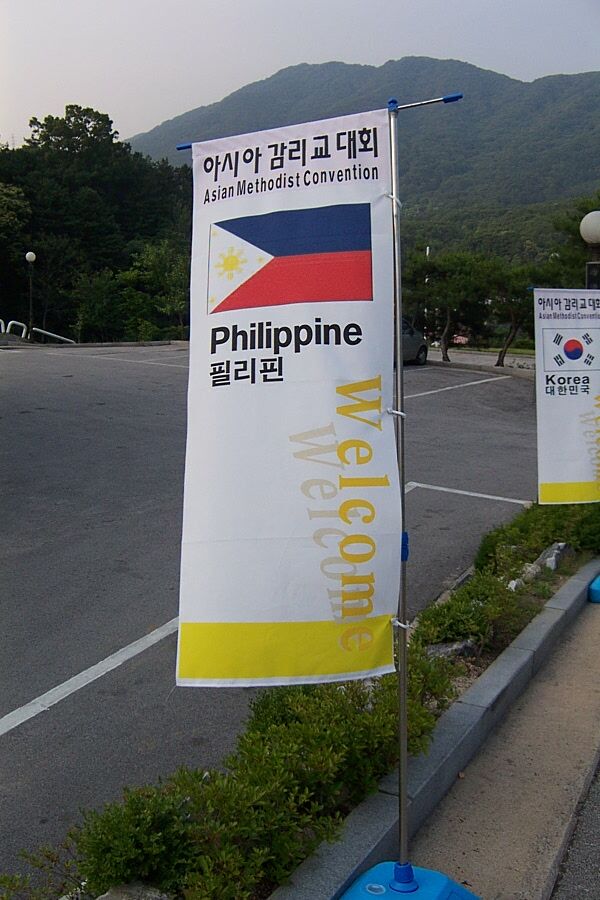 아시아 감리교 대회
Asian Methodist Convention
Philippine
필리핀
Welcome
Welcome
아시아 감리교 대회
Asian Methodist Conventio
Korea
대한민국